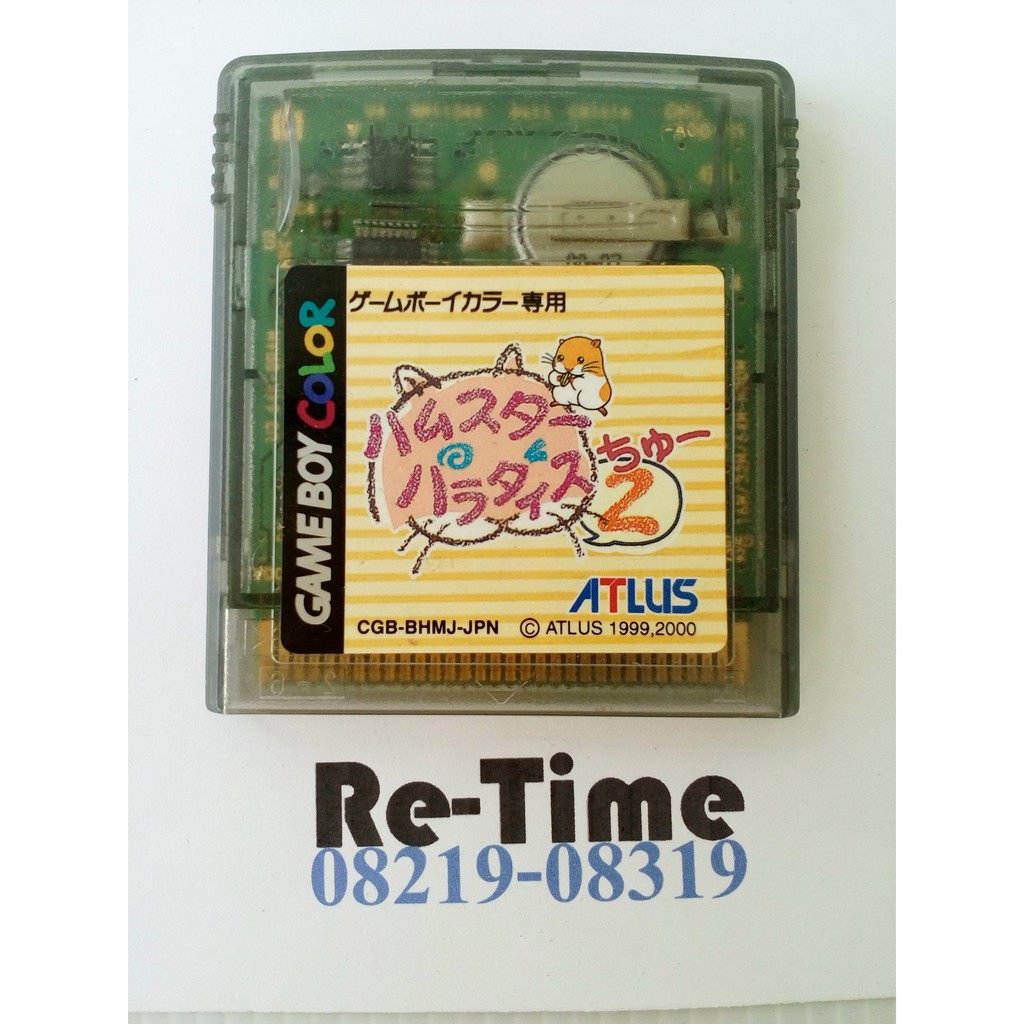 GAME BOY COLOR
ゲームボーイカラー専用
ハムスター
パラダイス
ちゅー
2
ATLUS
CGB-BHMJ-JPN © ATLUS 1999,2000
Re-Time
08219-08319